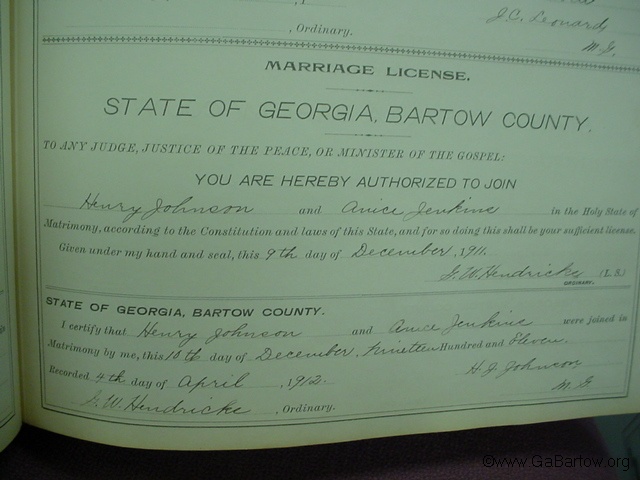 , Ordinary.
J.C. Leonard
M.G.
MARRIAGE LICENSE.
STATE OF GEORGIA, BARTOW COUNTY.
TO ANY JUDGE, JUSTICE OF THE PEACE, OR MINISTER OF THE GOSPEL:
YOU ARE HEREBY AUTHORIZED TO JOIN
Henry Johnson and Anice Jenkins in the Holy State of
Matrimony, according to the Constitution and laws of this State, and for so doing this shall be your sufficient license.
Given under my hand and seal, this 9th day of December, 1911.
G. W. Hendricks (L. S.)
ORDINARY.
STATE OF GEORGIA, BARTOW COUNTY.
I certify that Henry Johnson and Anice Jenkins were joined in
Matrimony by me, this 10th day of December, Nineteen Hundred and Eleven.
H. J. Johnson,
Recorded 4th day of April, 1912.
M. G
G. W. Hendricks, Ordinary.
©www.GaBartow.org